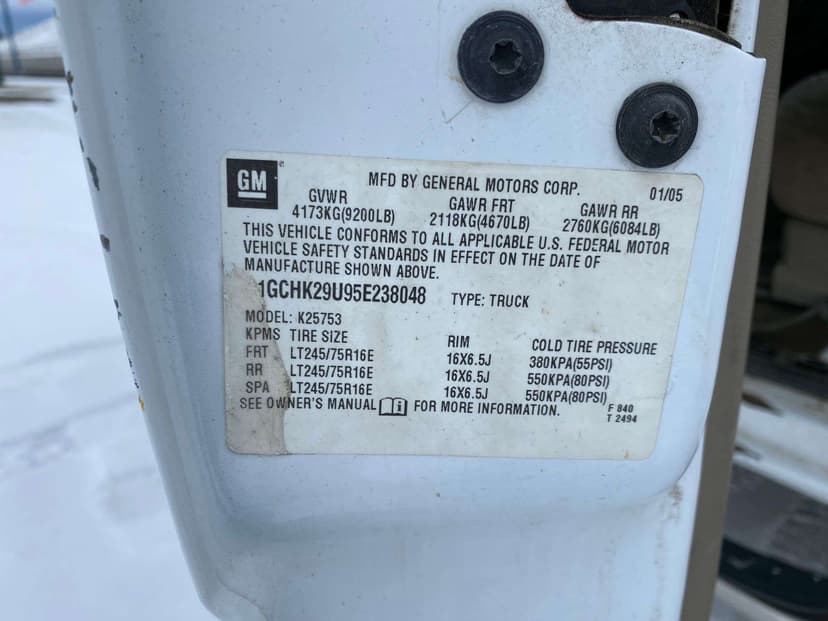 GM
MFD BY GENERAL MOTORS CORP. 01/05
GVWR GAWR FRT GAWR RR
4173KG(9200LB) 2118KG(4670LB) 2760KG(6084LB)
THIS VEHICLE CONFORMS TO ALL APPLICABLE U.S. FEDERAL MOTOR
VEHICLE SAFETY STANDARDS IN EFFECT ON THE DATE OF
MANUFACTURE SHOWN ABOVE.
1GCHK29U95E238048 TYPE: TRUCK
MODEL: K25753
KPMS TIRE SIZE RIM COLD TIRE PRESSURE
FRT LT245/75R16E 16X6.5J 380KPA(55PSI)
RR LT245/75R16E 16X6.5J 550KPA(80PSI)
SPA LT245/75R16E 16X6.5J 550KPA(80PSI)
SEE OWNER'S MANUAL FOR MORE INFORMATION.
F 840
T 2494